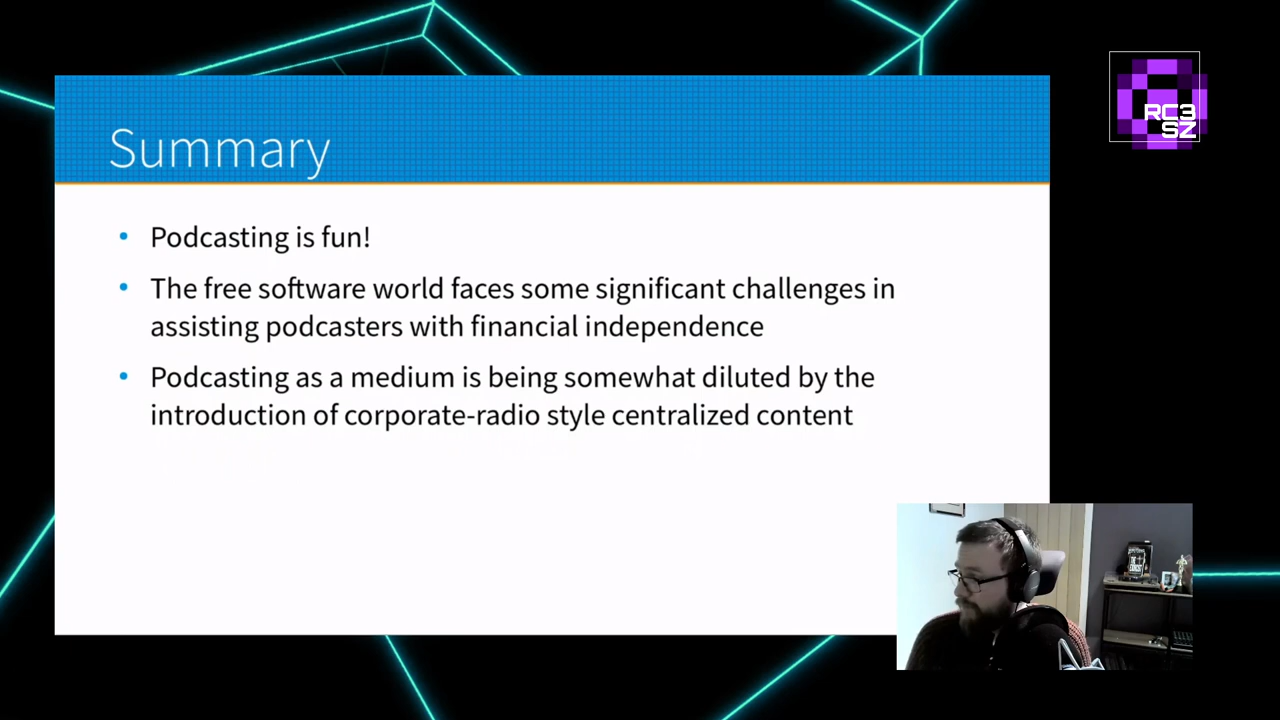 RC3
SZ
Summary
• Podcasting is fun!
• The free software world faces some significant challenges in
assisting podcasters with financial independence
• Podcasting as a medium is being somewhat diluted by the
introduction of corporate-radio style centralized content